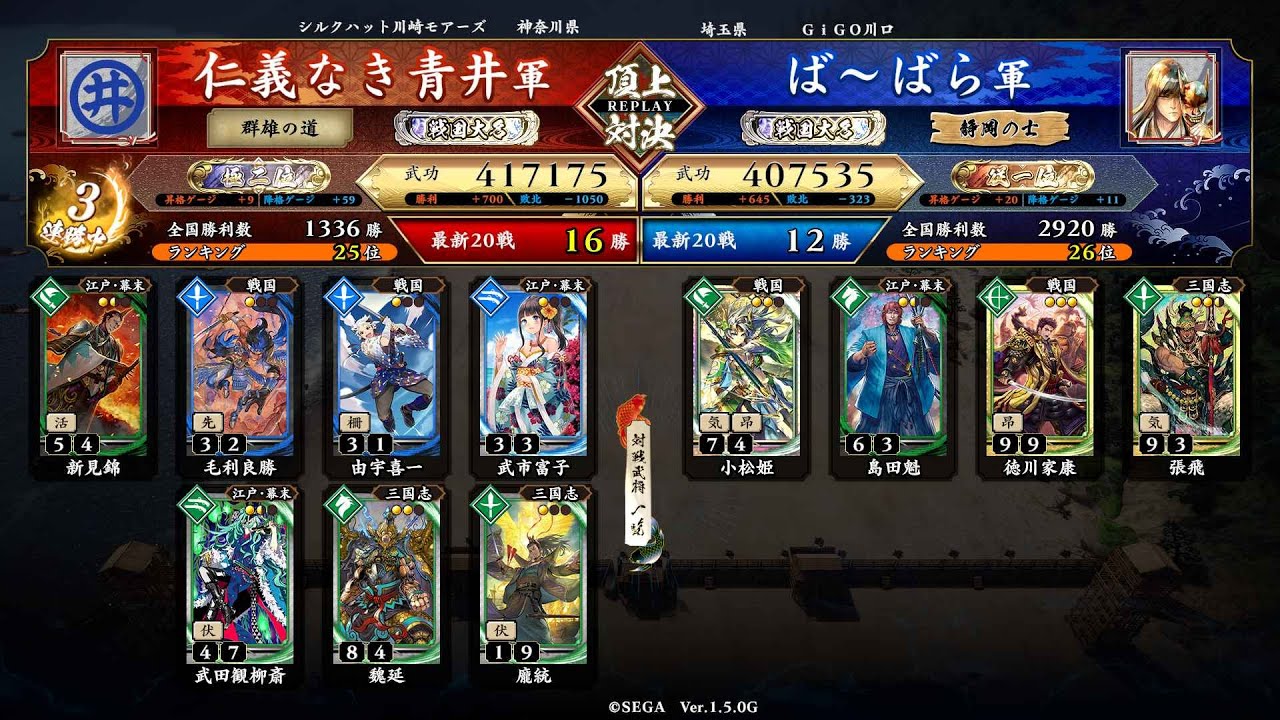 シルクハット川崎モアーズ 神奈川県
埼玉県 GiGO川口
井
仁義なき青井軍
頂上
REPLAY
対決
ば～ばら軍
群雄の道
戦国大名
戦国大名
静岡の士
3
連勝中
極二位
武功 417175
武功 407535
従一位
昇格ゲージ +9 降格ゲージ +59
勝利 +700 敗北 -1050
勝利 +645 敗北 -323
昇格ゲージ +20 降格ゲージ +11
全国勝利数 1336勝
最新20戦 16勝
最新20戦 12勝
全国勝利数 2920勝
ランキング 25位
ランキング 26位
江戸・幕末
戦国
戦国
江戸・幕末
戦国
江戸・幕末
戦国
三国志
活
先
柵
気 昴
昴
気
5 4
3 2
3 1
3 3
7 4
6 3
9 9
9 3
新見錦
毛利良勝
由宇喜一
武市富子
小松姫
島田魁
徳川家康
張飛
対戦武将一覧
江戸・幕末
三国志
三国志
伏
伏
4 7
8 4
1 9
武田観柳斎
魏延
龐統
©SEGA Ver.1.5.0G